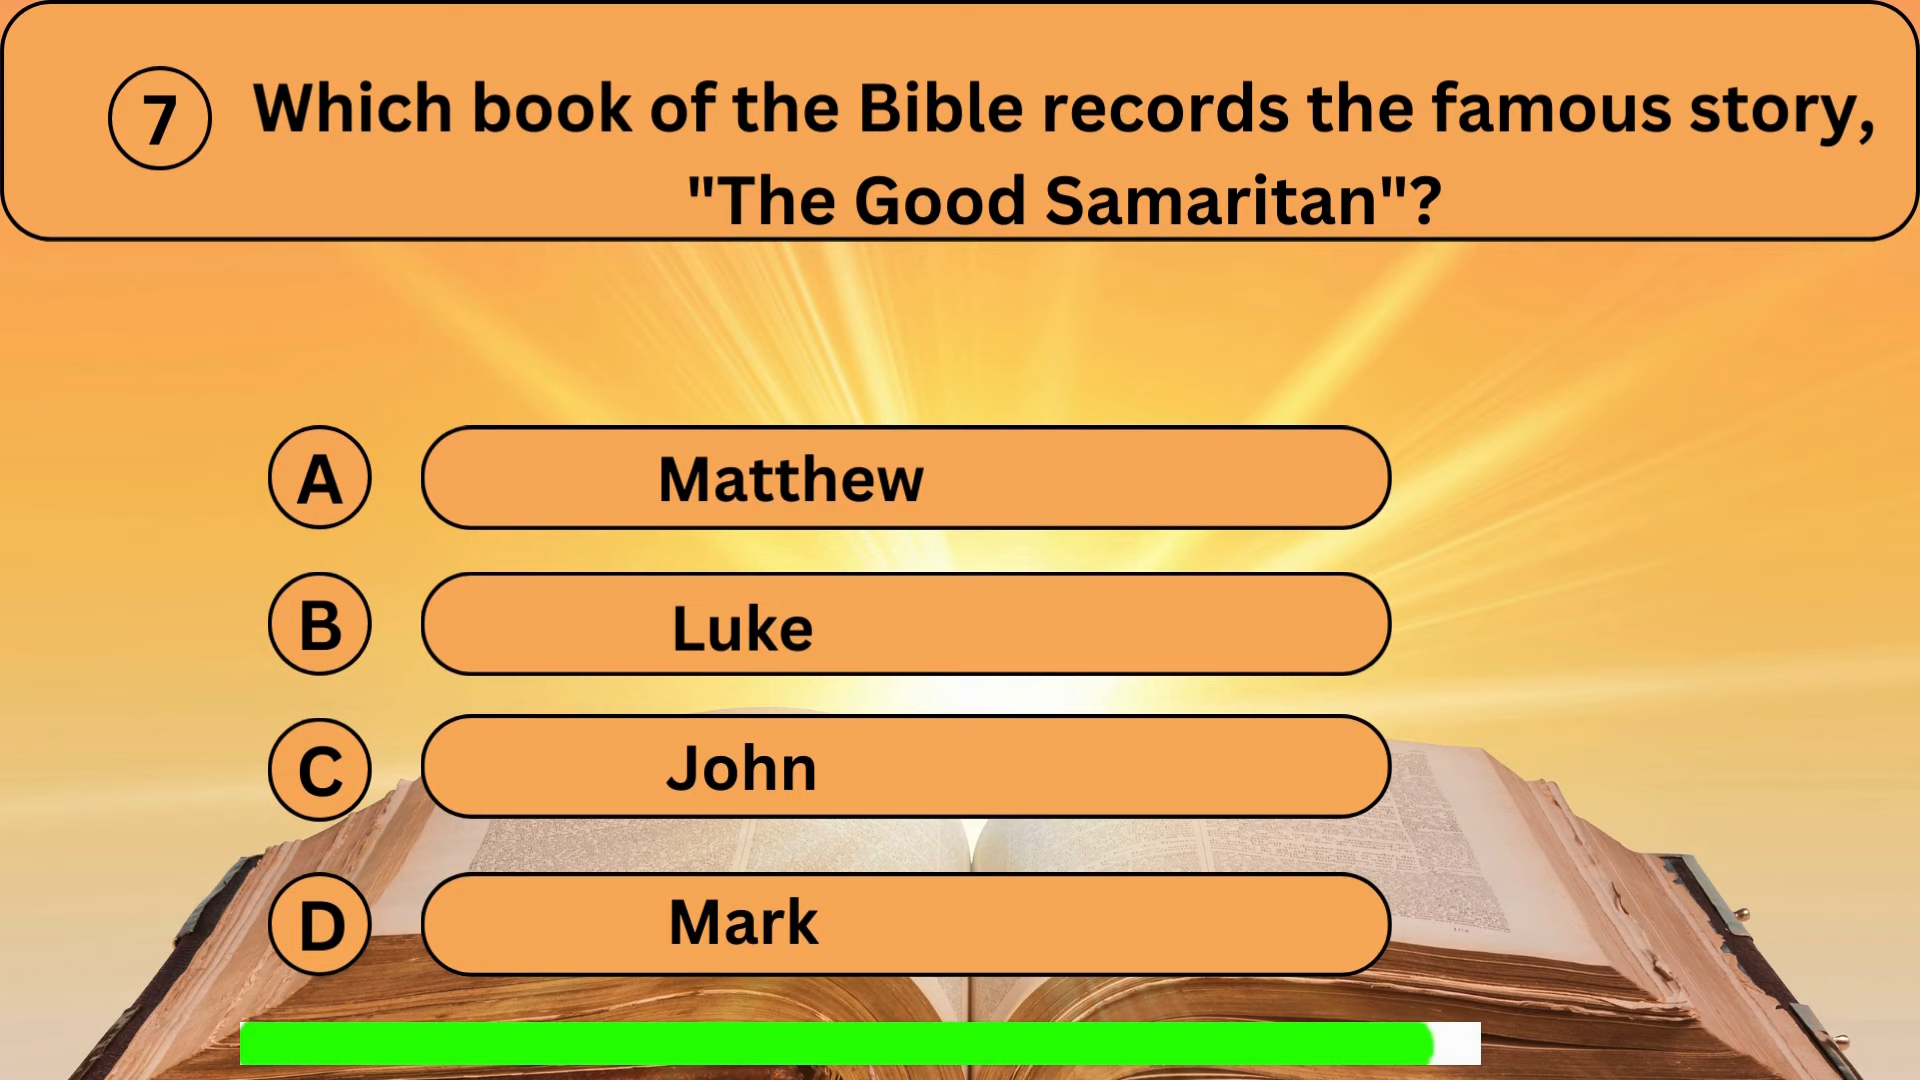 7 Which book of the Bible records the famous story,
"The Good Samaritan"?
A Matthew
B Luke
C John
D Mark